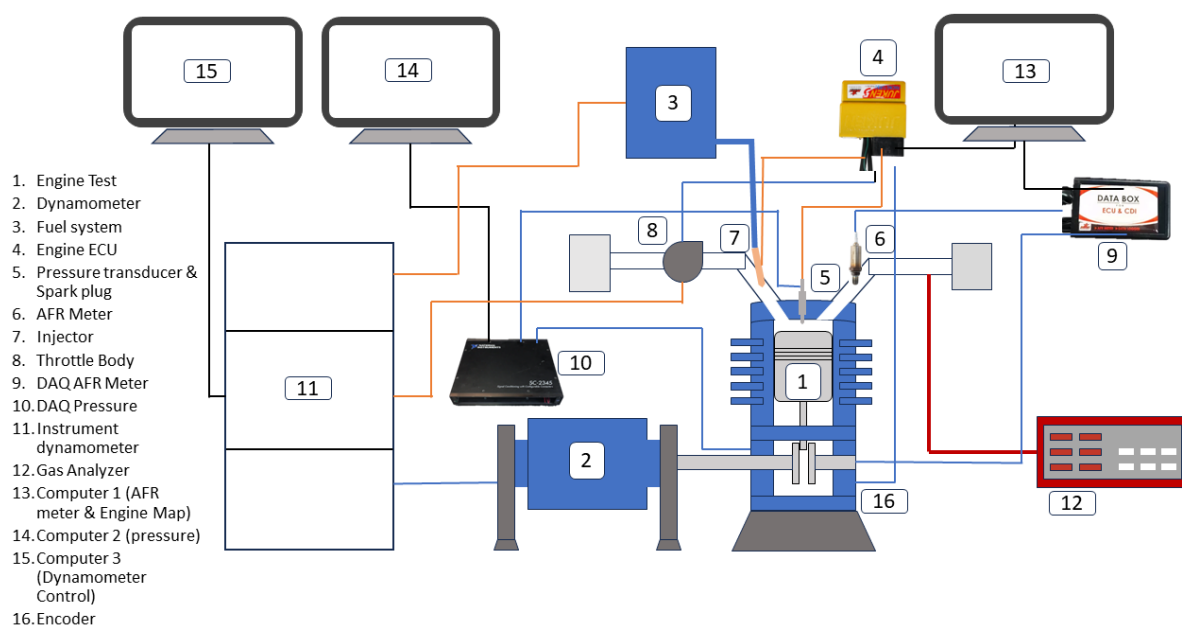 15
14
4
13
3
1. Engine Test
2. Dynamometer
3. Fuel system
4. Engine ECU
5. Pressure transducer &
Spark plug
6. AFR Meter
7. Injector
8. Throttle Body
9. DAQ AFR Meter
10. DAQ Pressure
11. Instrument
dynamometer
12. Gas Analyzer
13. Computer 1 (AFR
meter & Engine Map)
14. Computer 2 (pressure)
15. Computer 3
(Dynamometer
Control)
16. Encoder
DATA BOX
ECU & CDI
8
7
6
9
5
NATIONAL
INSTRUMENTS
SC-2345
10
11
1
2
16
12